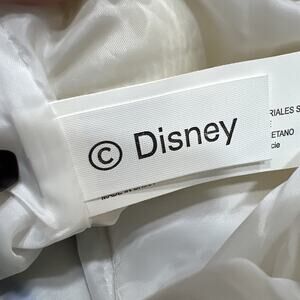 © Disney
RIALES S
ETANO
cie